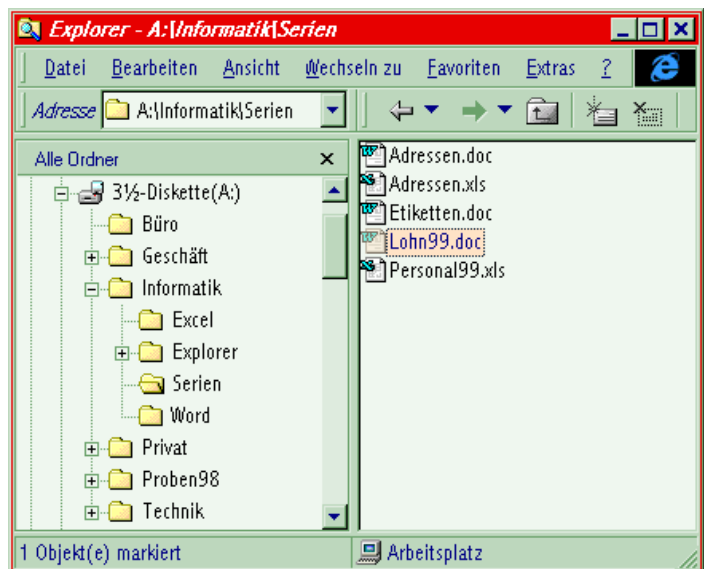 Explorer - A:\Informatik\Serien
Datei Bearbeiten Ansicht Wechseln zu Favoriten Extras ?
Adresse A:\Informatik\Serien
Alle Ordner
3½-Diskette(A:)
Büro
Geschäft
Informatik
Excel
Explorer
Serien
Word
Privat
Proben98
Technik
Adressen.doc
Adressen.xls
Etiketten.doc
Lohn99.doc
Personal99.xls
1 Objekt(e) markiert
Arbeitsplatz